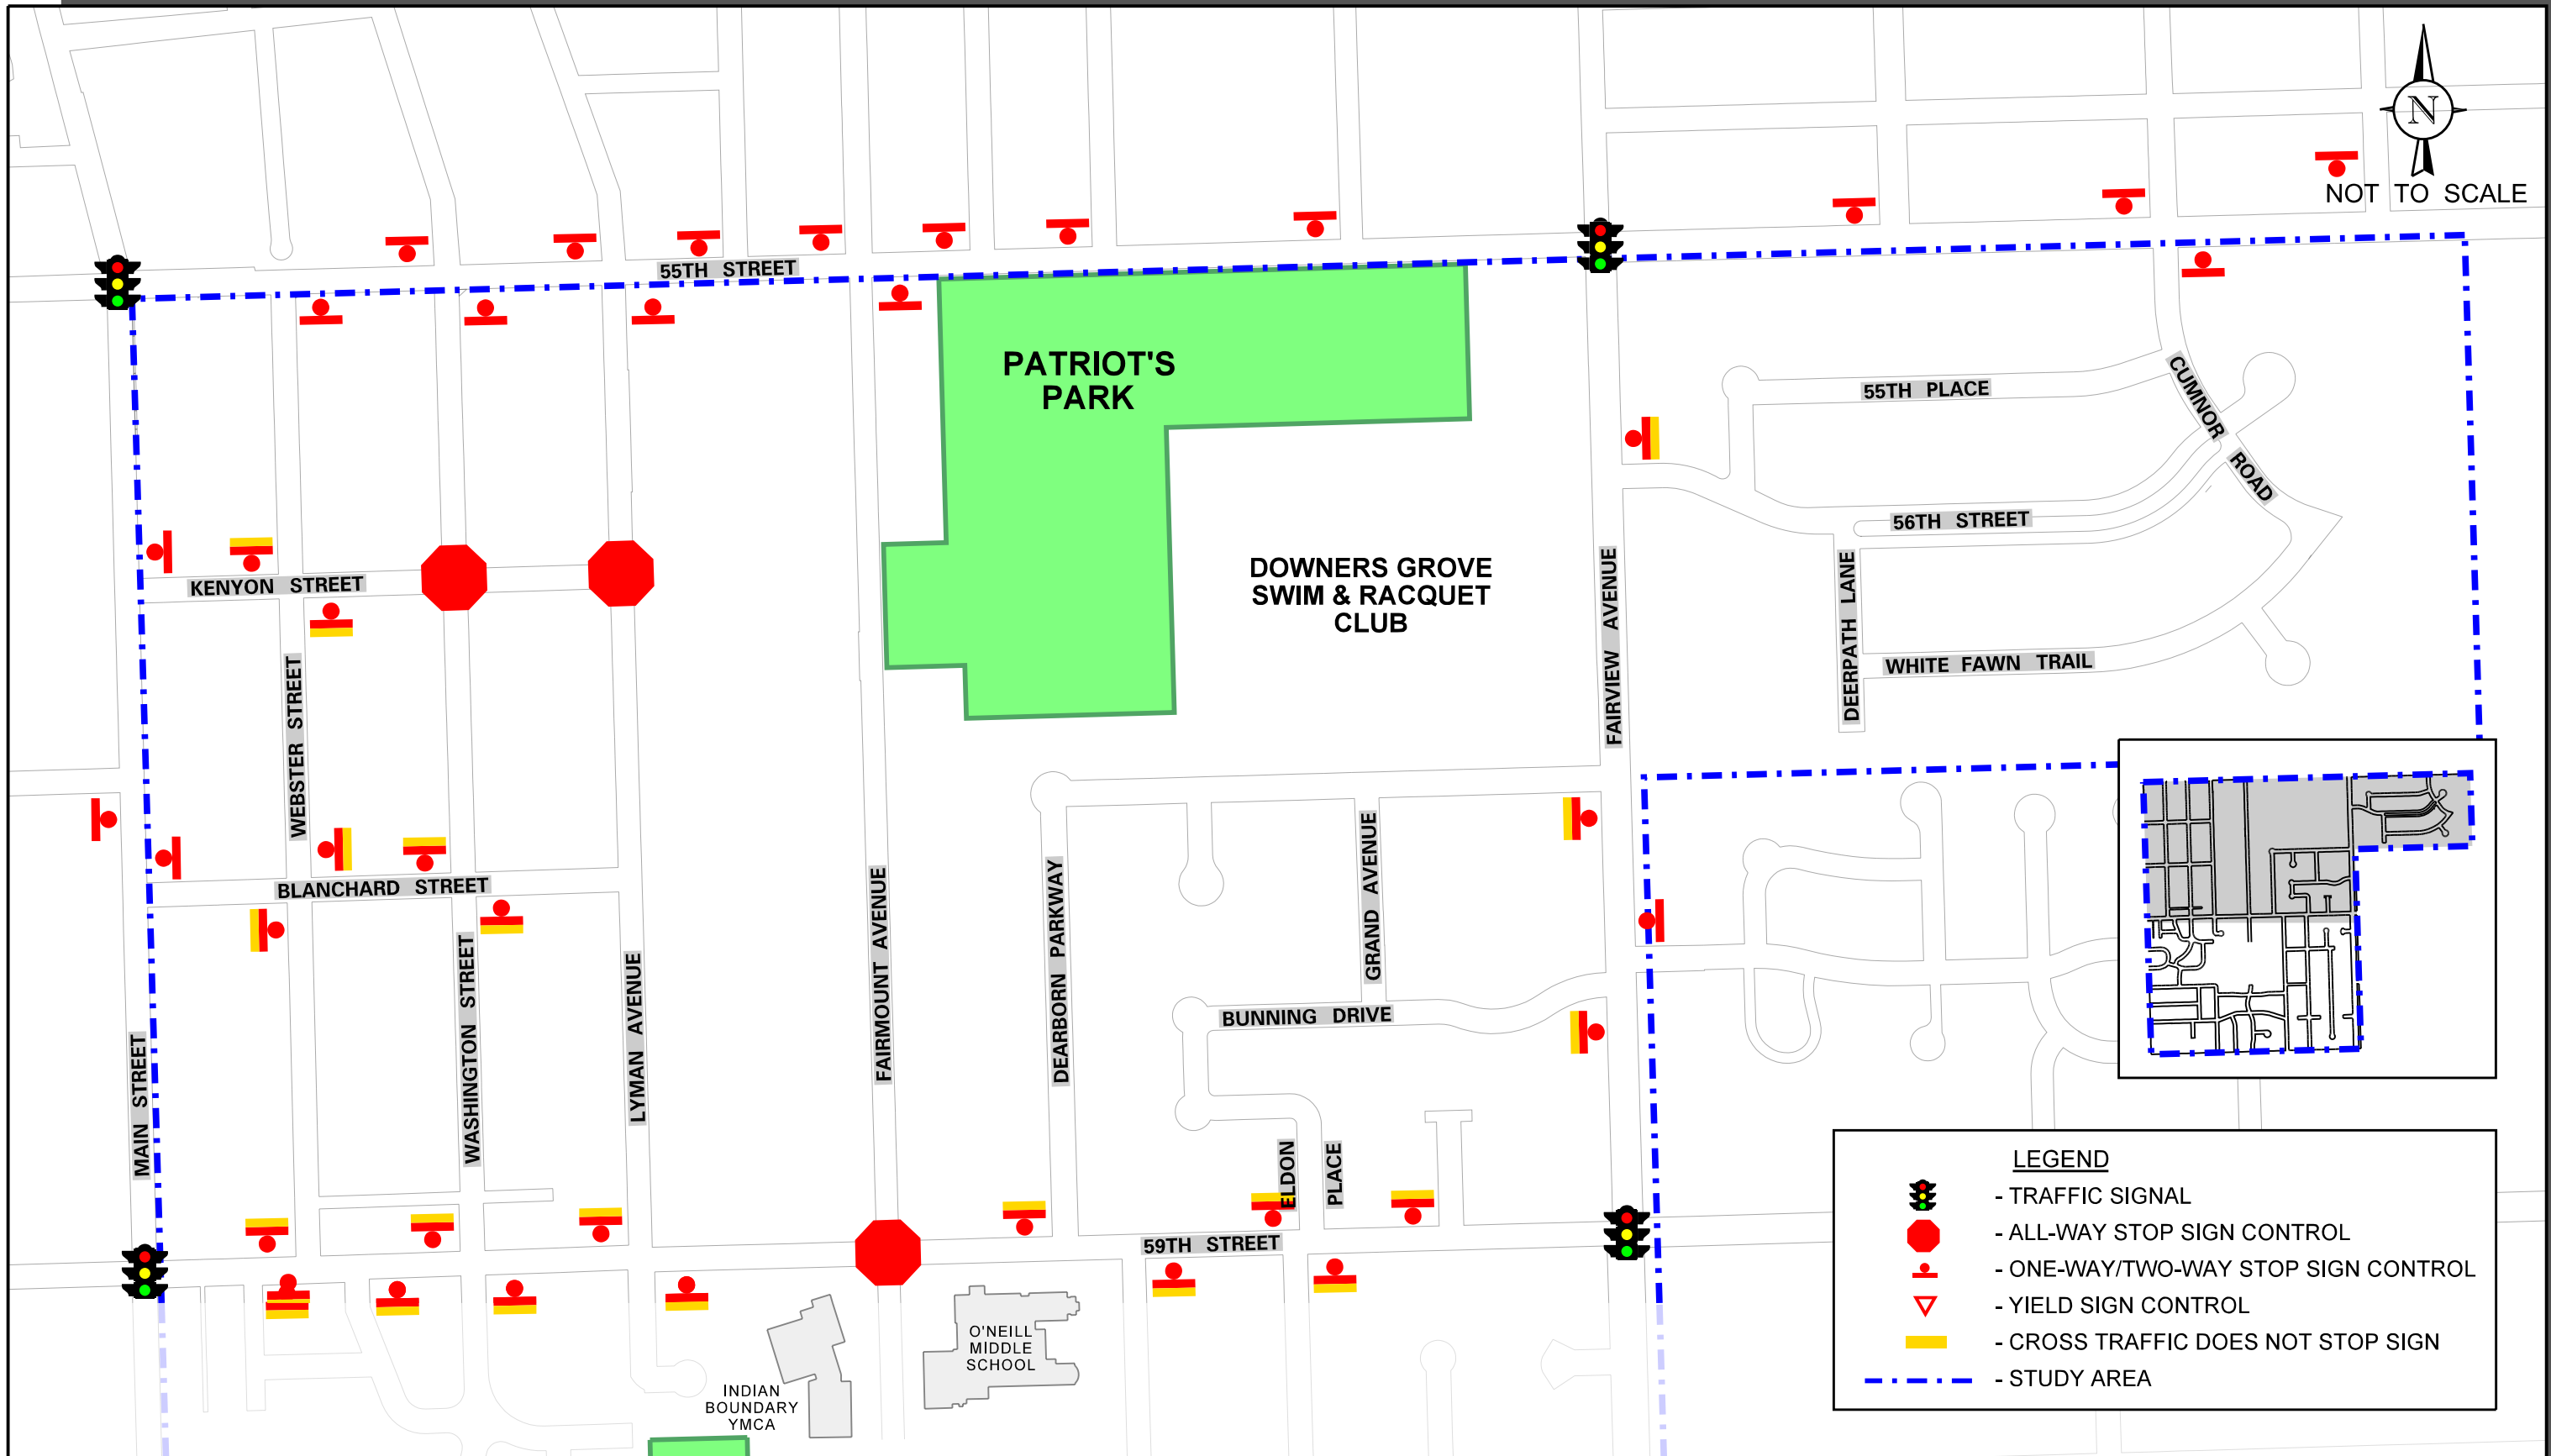 N
NOT TO SCALE
55TH STREET
PATRIOT'S
PARK
55TH PLACE
CUMNOR
ROAD
56TH STREET
KENYON STREET
DOWNERS GROVE
SWIM & RACQUET
CLUB
FAIRVIEW AVENUE
DEERPATH LANE
WHITE FAWN TRAIL
WEBSTER STREET
BLANCHARD STREET
MAIN STREET
WASHINGTON STREET
LYMAN AVENUE
FAIRMOUNT AVENUE
DEARBORN PARKWAY
GRAND AVENUE
BUNNING DRIVE
ELDON
PLACE
59TH STREET
O'NEILL
MIDDLE
SCHOOL
INDIAN
BOUNDARY
YMCA
LEGEND
- TRAFFIC SIGNAL
- ALL-WAY STOP SIGN CONTROL
- ONE-WAY/TWO-WAY STOP SIGN CONTROL
- YIELD SIGN CONTROL
- CROSS TRAFFIC DOES NOT STOP SIGN
- STUDY AREA